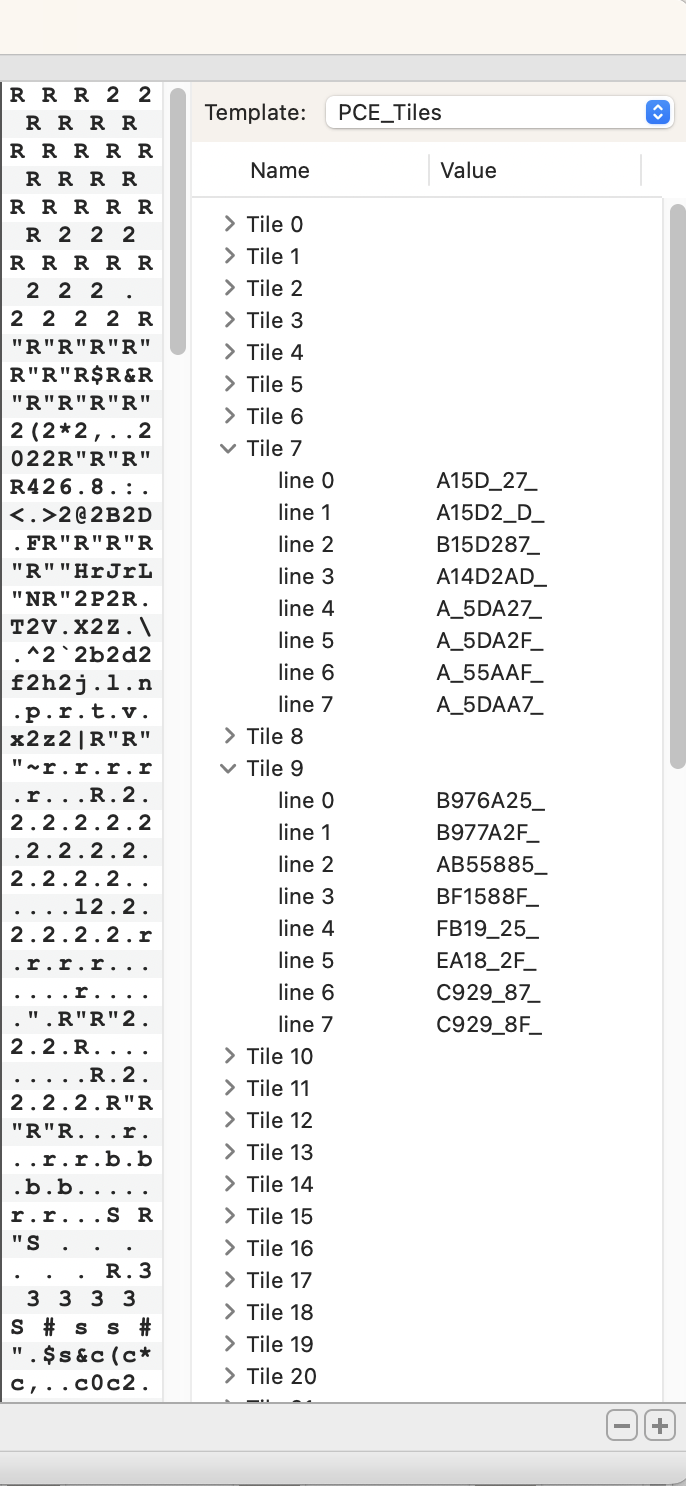 R R R 2 2
R R R R
R R R R R
R R R R
R R R R R
R 2 2 2
R R R R R
2 2 2 .
2 2 2 2 R
"R"R"R"R"
R"R"R$R&R
"R"R"R"R"
2(2*2,..2
022R"R"R"
R426.8.:.
<.>2@2B2D
.FR"R"R"R
"R""HrJrL
"NR"2P2R.
T2V.X2Z.\
.^2`2b2d2
f2h2j.l.n
.p.r.t.v.
x2z2|R"R"
"~r.r.r.r
.r...R.2.
2.2.2.2.2
.2.2.2.2.
2.2.2.2..
....l2.2.
2.2.2.2.r
.r.r.r...
....r....
.".R"R"2.
2.2.R....
.....R.2.
2.2.2.R"R
"R"R...r.
..r.r.b.b
.b.b.....
r.r...S R
"S . . .
. . . R.3
3 3 3 3
S # s s #
".$s&c(c*
c,..c0c2.
Template: PCE_Tiles
Name Value
Tile 0
Tile 1
Tile 2
Tile 3
Tile 4
Tile 5
Tile 6
Tile 7
line 0 A15D_27_
line 1 A15D2_D_
line 2 B15D287_
line 3 A14D2AD_
line 4 A_5DA27_
line 5 A_5DA2F_
line 6 A_55AAF_
line 7 A_5DAA7_
Tile 8
Tile 9
line 0 B976A25_
line 1 B977A2F_
line 2 AB55885_
line 3 BF1588F_
line 4 FB19_25_
line 5 EA18_2F_
line 6 C929_87_
line 7 C929_8F_
Tile 10
Tile 11
Tile 12
Tile 13
Tile 14
Tile 15
Tile 16
Tile 17
Tile 18
Tile 19
Tile 20